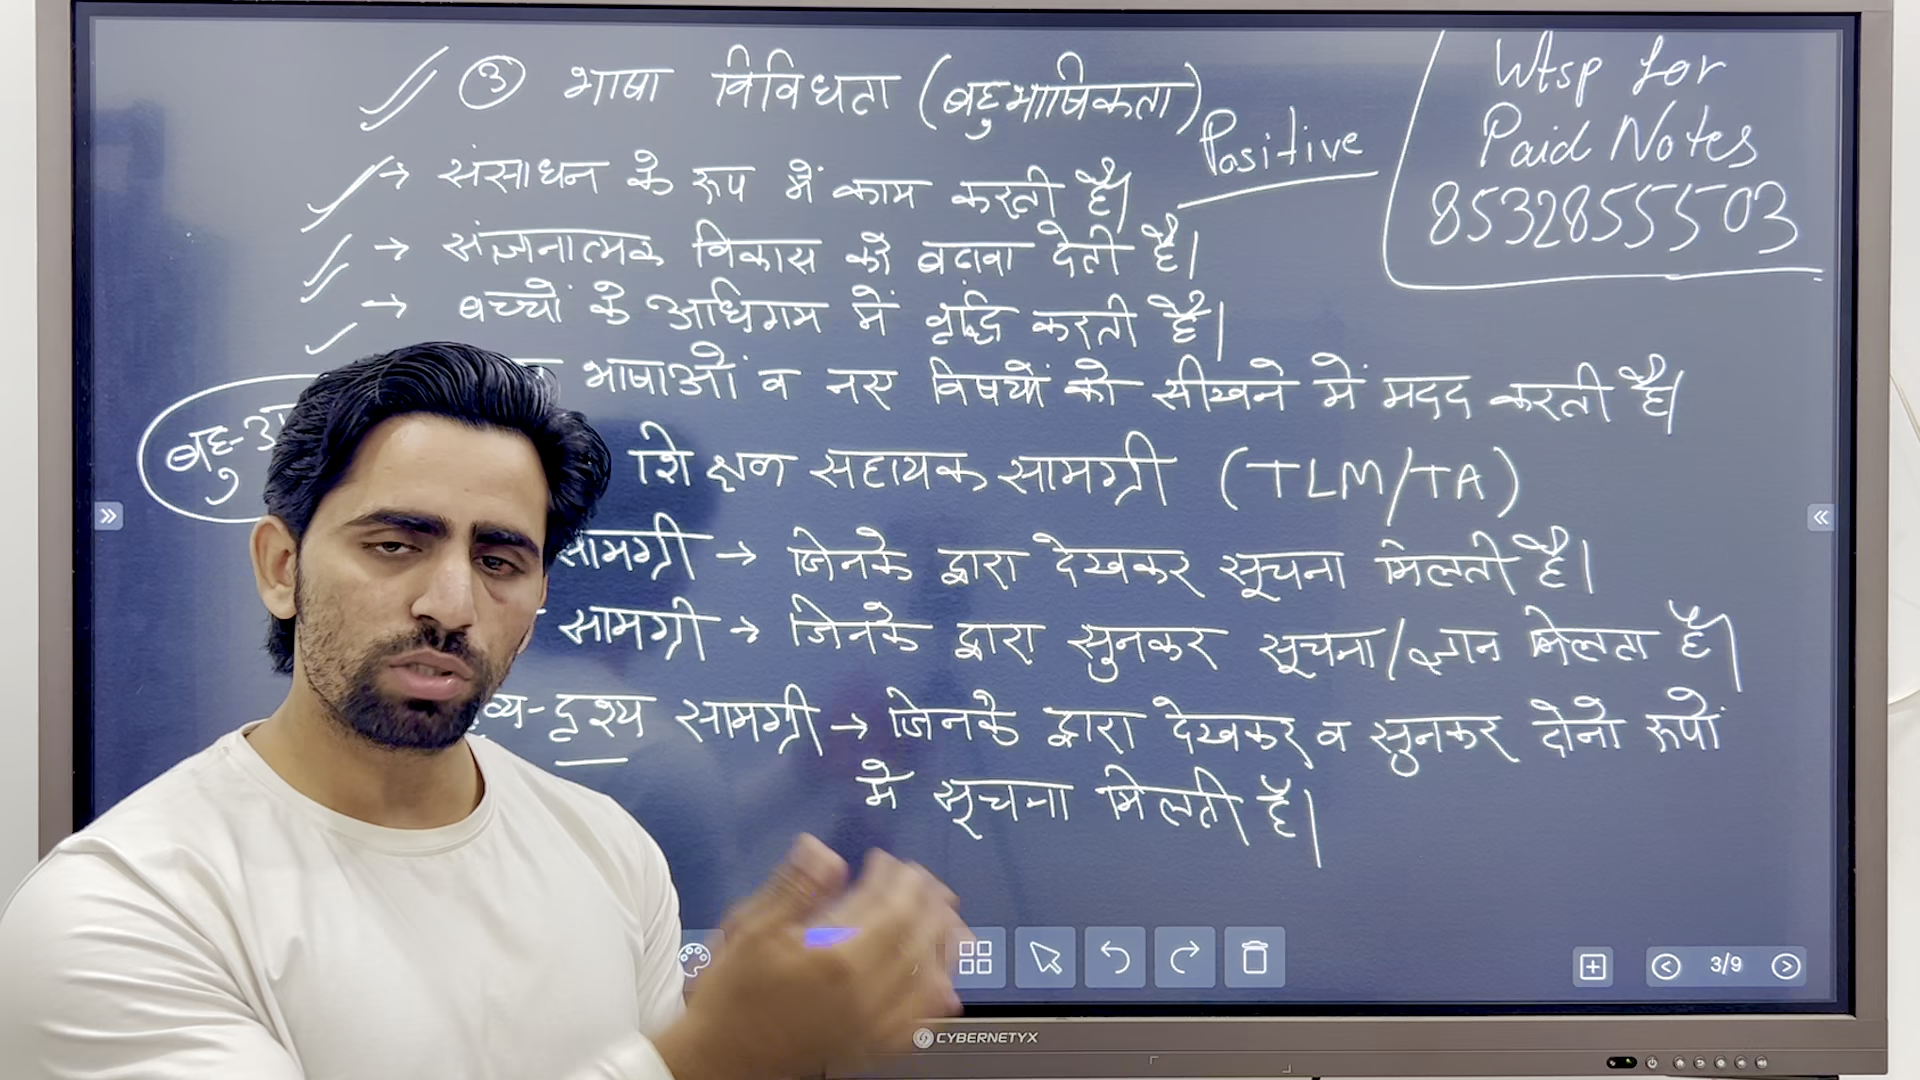 ③ भाषा विविधता (बहुभाषिकता)
Positive
Wtsp for
Paid Notes
8532855503
→ संसाधन के रूप में काम करती है।
→ संज्ञनात्मक विकास को बढ़ावा देती है।
→ बच्चों के अधिगम में वृद्धि करती है।
भाषाओं व नए विषयों को सीखने में मदद करती है।
बहु-
शिक्षण सहायक सामग्री (TLM/TA)
सामग्री → जिनके द्वारा देखकर सूचना मिलती है।
सामग्री → जिनके द्वारा सुनकर सूचना/ज्ञान मिलता है।
दृश्य सामग्री → जिनके द्वारा देखकर व सुनकर दोनो रूपों
मे सूचना मिलती है।
3/9
CYBERNETYX